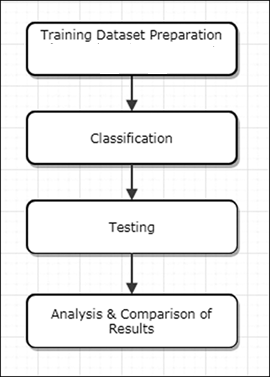 Training Dataset Preparation
Classification
Testing
Analysis & Comparison of
Results